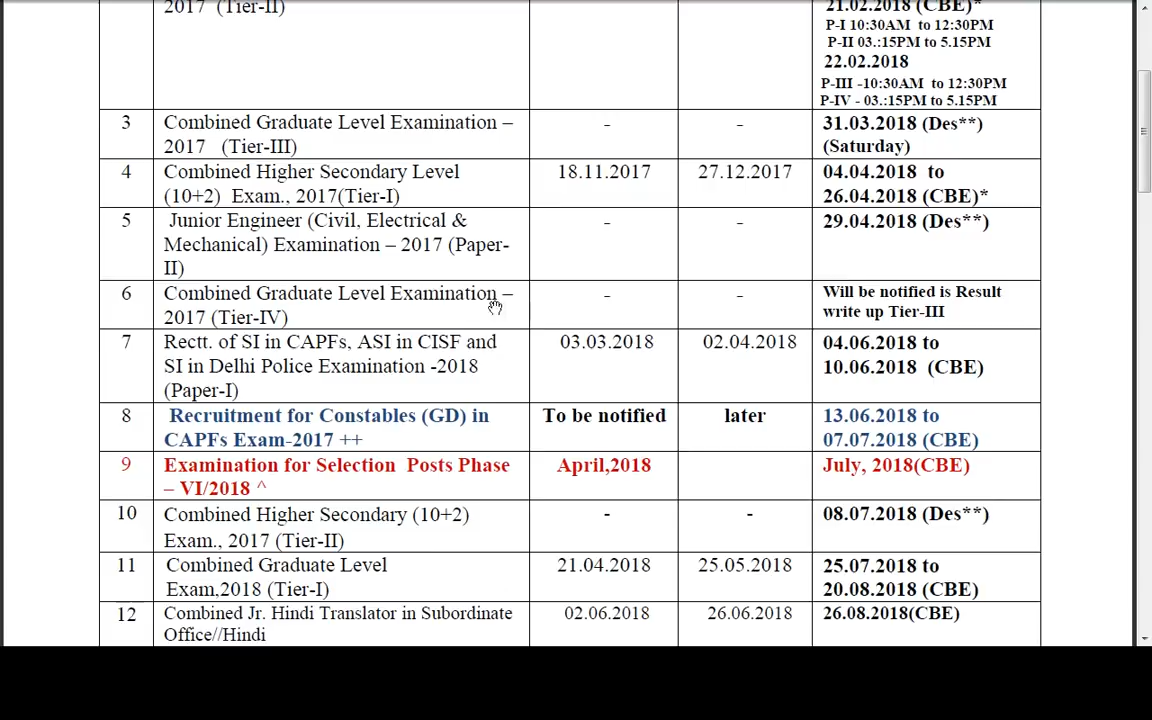 2017 (Tier-II)
21.02.2018 (CBE)*
P-I 10:30AM to 12:30PM
P-II 03.:15PM to 5.15PM
22.02.2018
P-III -10:30AM to 12:30PM
P-IV - 03.:15PM to 5.15PM
3 Combined Graduate Level Examination – - - 31.03.2018 (Des**)
2017 (Tier-III) (Saturday)
4 Combined Higher Secondary Level 18.11.2017 27.12.2017 04.04.2018 to
(10+2) Exam., 2017(Tier-I) 26.04.2018 (CBE)*
5 Junior Engineer (Civil, Electrical & - - 29.04.2018 (Des**)
Mechanical) Examination – 2017 (Paper-
II)
6 Combined Graduate Level Examination – - - Will be notified is Result
2017 (Tier-IV) write up Tier-III
7 Rectt. of SI in CAPFs, ASI in CISF and 03.03.2018 02.04.2018 04.06.2018 to
SI in Delhi Police Examination -2018 10.06.2018 (CBE)
(Paper-I)
8 Recruitment for Constables (GD) in To be notified later 13.06.2018 to
CAPFs Exam-2017 ++ 07.07.2018 (CBE)
9 Examination for Selection Posts Phase April,2018 July, 2018(CBE)
– VI/2018 ^
10 Combined Higher Secondary (10+2) - - 08.07.2018 (Des**)
Exam., 2017 (Tier-II)
11 Combined Graduate Level 21.04.2018 25.05.2018 25.07.2018 to
Exam,2018 (Tier-I) 20.08.2018 (CBE)
12 Combined Jr. Hindi Translator in Subordinate 02.06.2018 26.06.2018 26.08.2018(CBE)
Office//Hindi